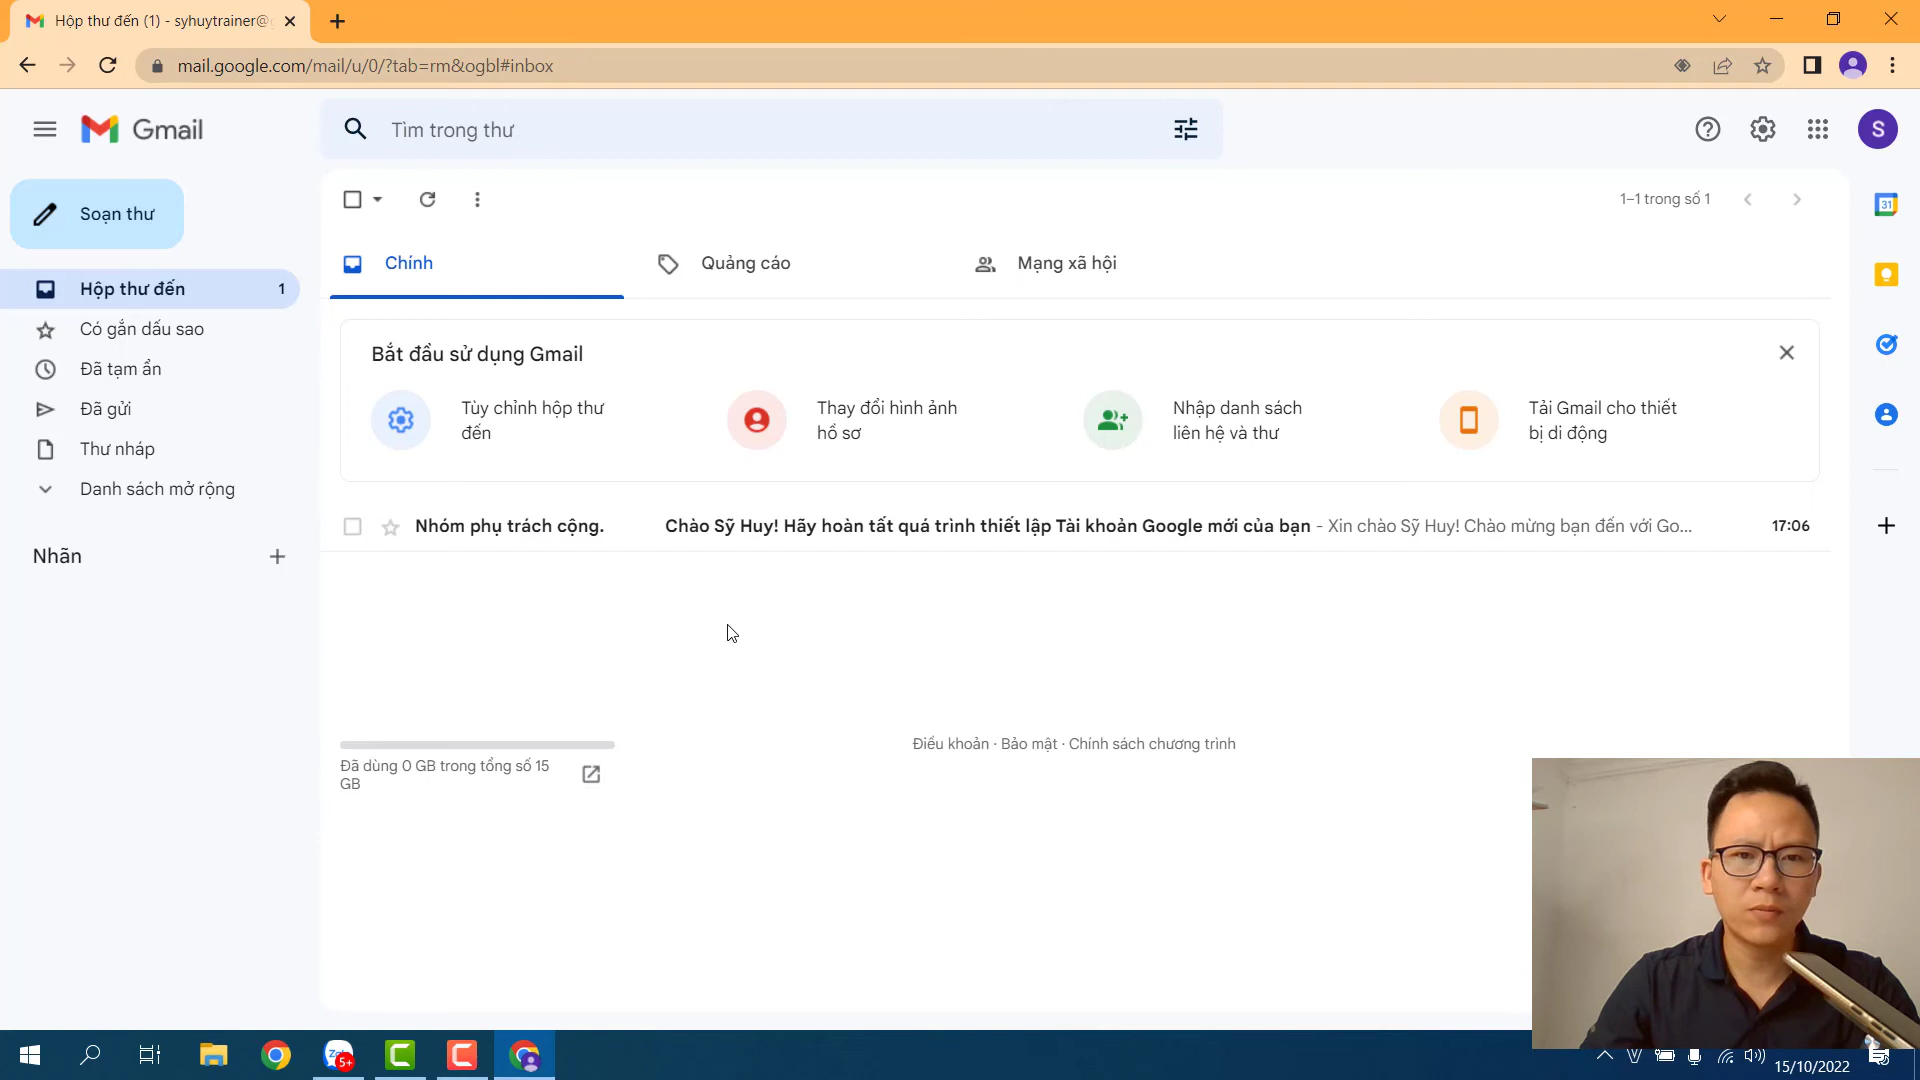 Hộp thư đến (1) - syhuytrainer@
mail.google.com/mail/u/0/?tab=rm&ogbl#inbox
Gmail
Tìm trong thư
S
Soạn thư
1–1 trong số 1
31
Chính
Quảng cáo
Mạng xã hội
Hộp thư đến 1
Có gắn dấu sao
Đã tạm ẩn
Đã gửi
Thư nháp
Danh sách mở rộng
Nhãn
Bắt đầu sử dụng Gmail
Tùy chỉnh hộp thư
đến
Thay đổi hình ảnh
hồ sơ
Nhập danh sách
liên hệ và thư
Tải Gmail cho thiết
bị di động
Nhóm phụ trách cộng. Chào Sỹ Huy! Hãy hoàn tất quá trình thiết lập Tài khoản Google mới của bạn - Xin chào Sỹ Huy! Chào mừng bạn đến với Go... 17:06
Điều khoản · Bảo mật · Chính sách chương trình
Đã dùng 0 GB trong tổng số 15
GB
5+
V
15/10/2022